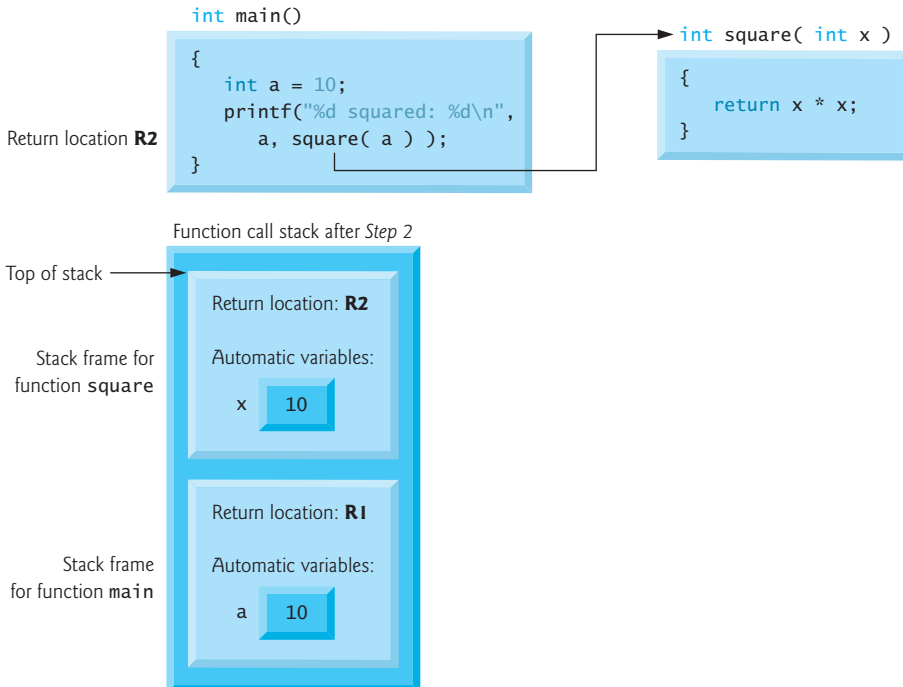 int main()
{
int a = 10;
printf("%d squared: %d\n",
a, square( a ) );
}
Return location R2
int square( int x )
{
return x * x;
}
Function call stack after Step 2
Top of stack
Return location: R2
Stack frame for
function square
Automatic variables:
x 10
Return location: R1
Stack frame
for function main
Automatic variables:
a 10